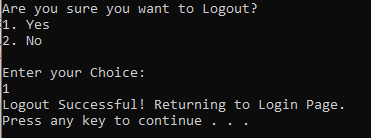 Are you sure you want to Logout?
1. Yes
2. No
Enter your Choice:
1
Logout Successful! Returning to Login Page.
Press any key to continue . . .